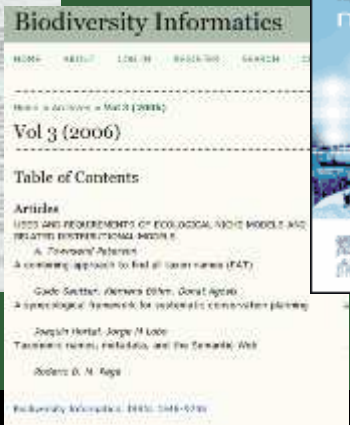 Biodiversity Informatics
HOME ABOUT LOG IN REGISTER SEARCH
Home > Archives > Vol 3 (2006)
Vol 3 (2006)
Table of Contents
Articles
USES AND REQUIREMENTS OF ECOLOGICAL NICHE MODELS AND
RELATED DISTRIBUTIONAL MODELS
A. Townsend Peterson
A combining approach to find all taxon names (FAT)
Guido Sautter, Klemens Böhm, Donat Agosti
A synecological framework for systematic conservation planning
Joaquín Hortal, Jorge M Lobo
Taxonomic names, metadata, and the Semantic Web
Roderic D. M. Page
Biodiversity Informatics. ISSN: 1546-9735